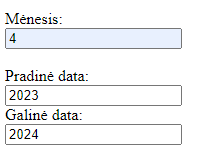 Mėnesis:
4
Pradinė data:
2023
Galinė data:
2024